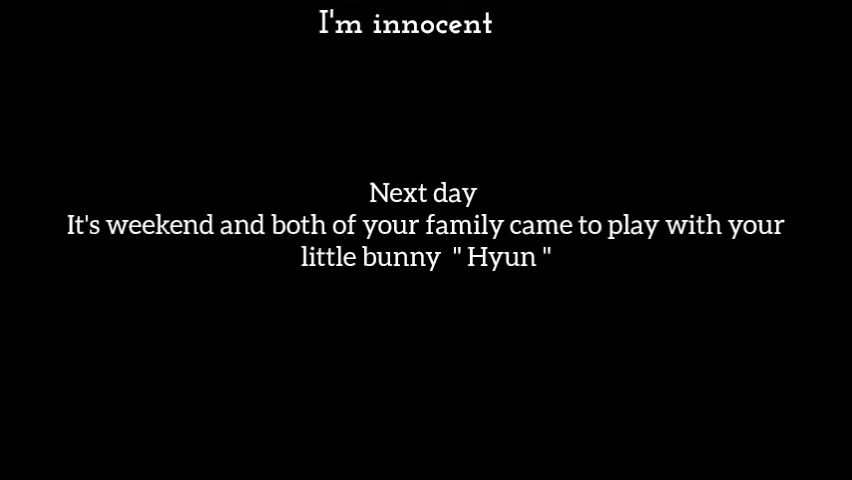 I'm innocent
Next day
It's weekend and both of your family came to play with your
little bunny " Hyun "